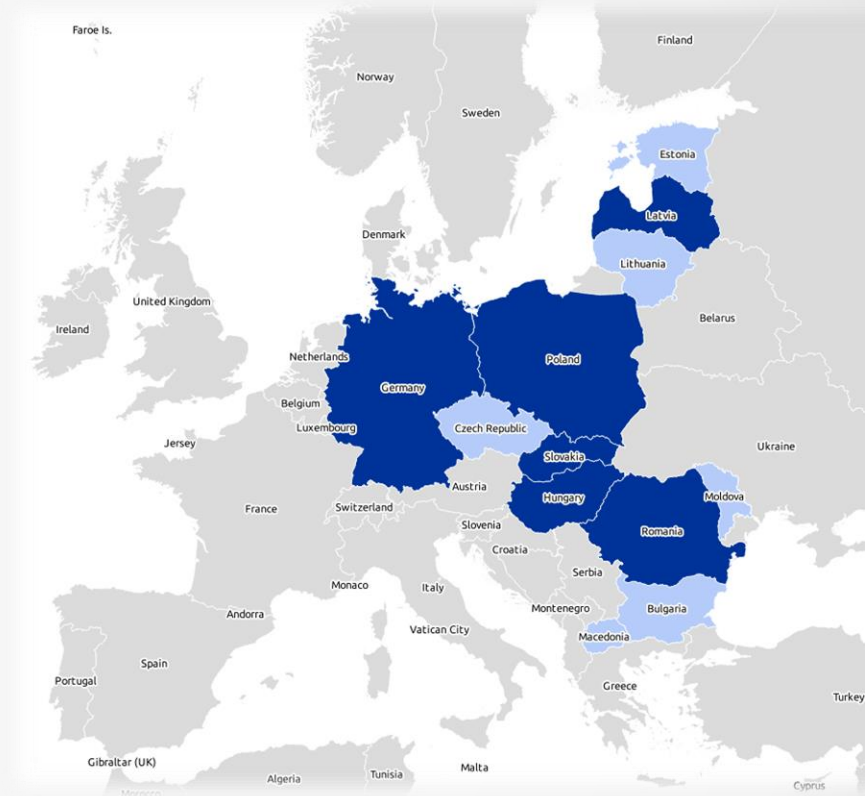 Faroe Is.
Finland
Norway
Sweden
Estonia
Latvia
Denmark
Lithuania
United Kingdom
Belarus
Ireland
Netherlands
Poland
Germany
Belgium
Luxembourg
Czech Republic
Jersey
Ukraine
Slovakia
Austria
Moldova
Hungary
France
Switzerland
Slovenia
Romania
Croatia
Serbia
Monaco
Italy
Montenegro
Bulgaria
Andorra
Vatican City
Macedonia
Spain
Portugal
Greece
Turkey
Gibraltar (UK)
Malta
Tunisia
Algeria
Cyprus
Morocco